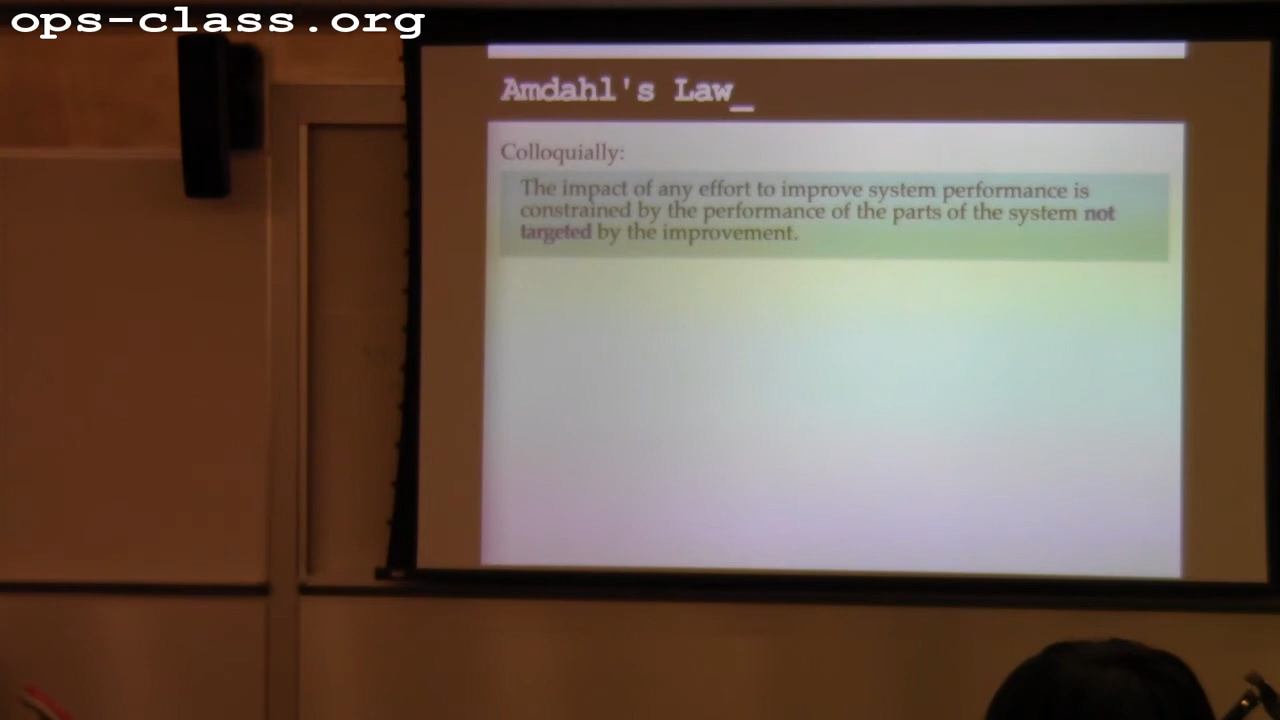 ops-class.org
Amdahl's Law_
Colloquially:
The impact of any effort to improve system performance is
constrained by the performance of the parts of the system not
targeted by the improvement.